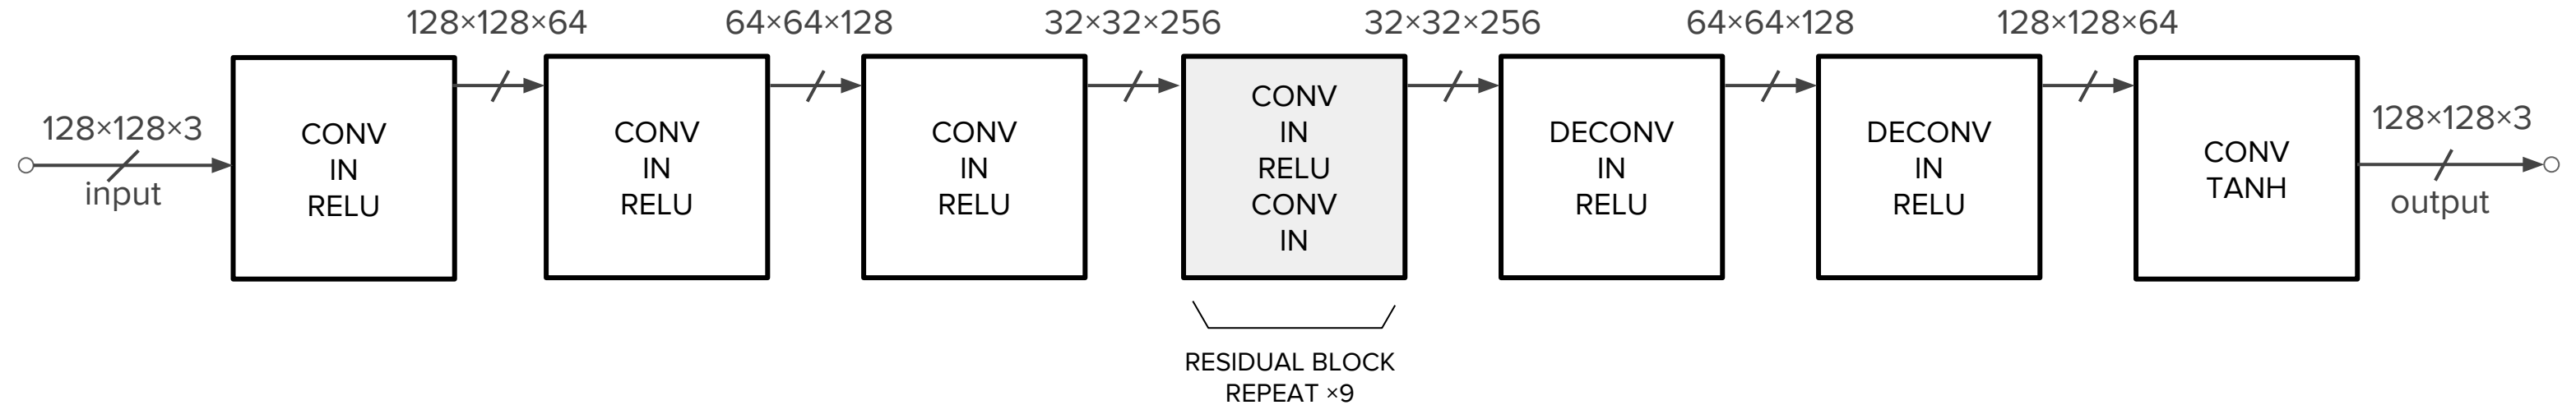 128×128×3
input
CONV
IN
RELU
128×128×64
CONV
IN
RELU
64×64×128
CONV
IN
RELU
32×32×256
CONV
IN
RELU
CONV
IN
RESIDUAL BLOCK
REPEAT ×9
32×32×256
DECONV
IN
RELU
64×64×128
DECONV
IN
RELU
128×128×64
CONV
TANH
128×128×3
output